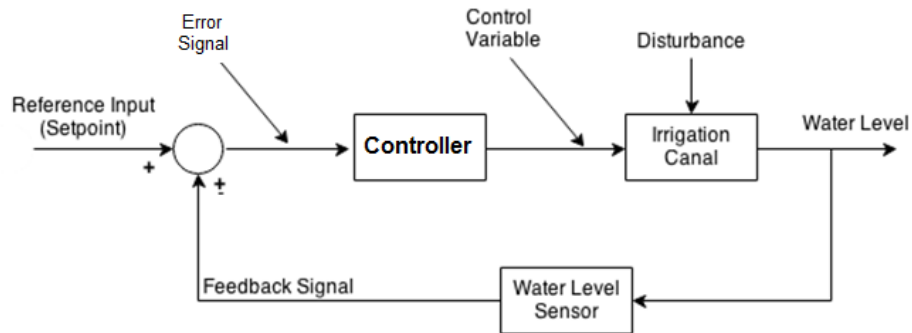 Error
Signal
Control
Variable
Disturbance
Reference Input
(Setpoint)
+
±
Controller
Irrigation
Canal
Water Level
Feedback Signal
Water Level
Sensor